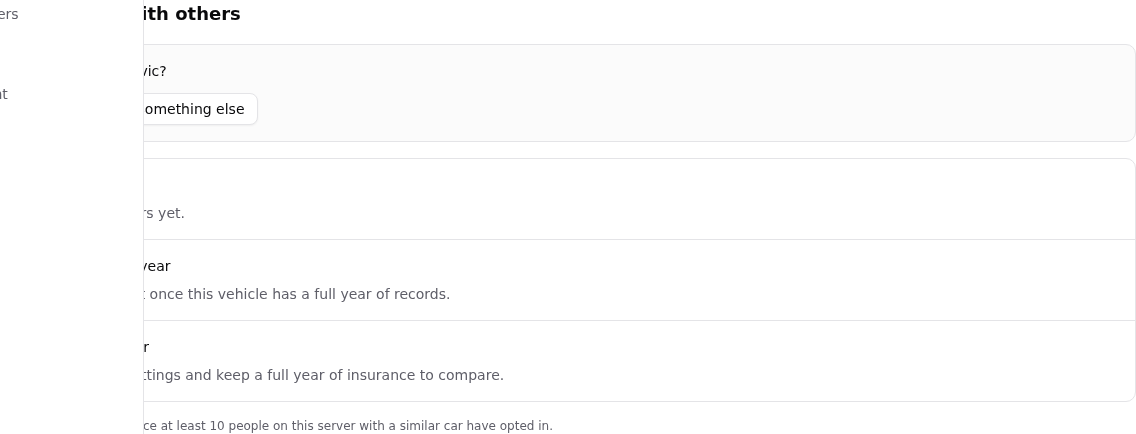 ers
ith others
vic?
nt
omething else
rs yet.
year
t once this vehicle has a full year of records.
r
ttings and keep a full year of insurance to compare.
ce at least 10 people on this server with a similar car have opted in.